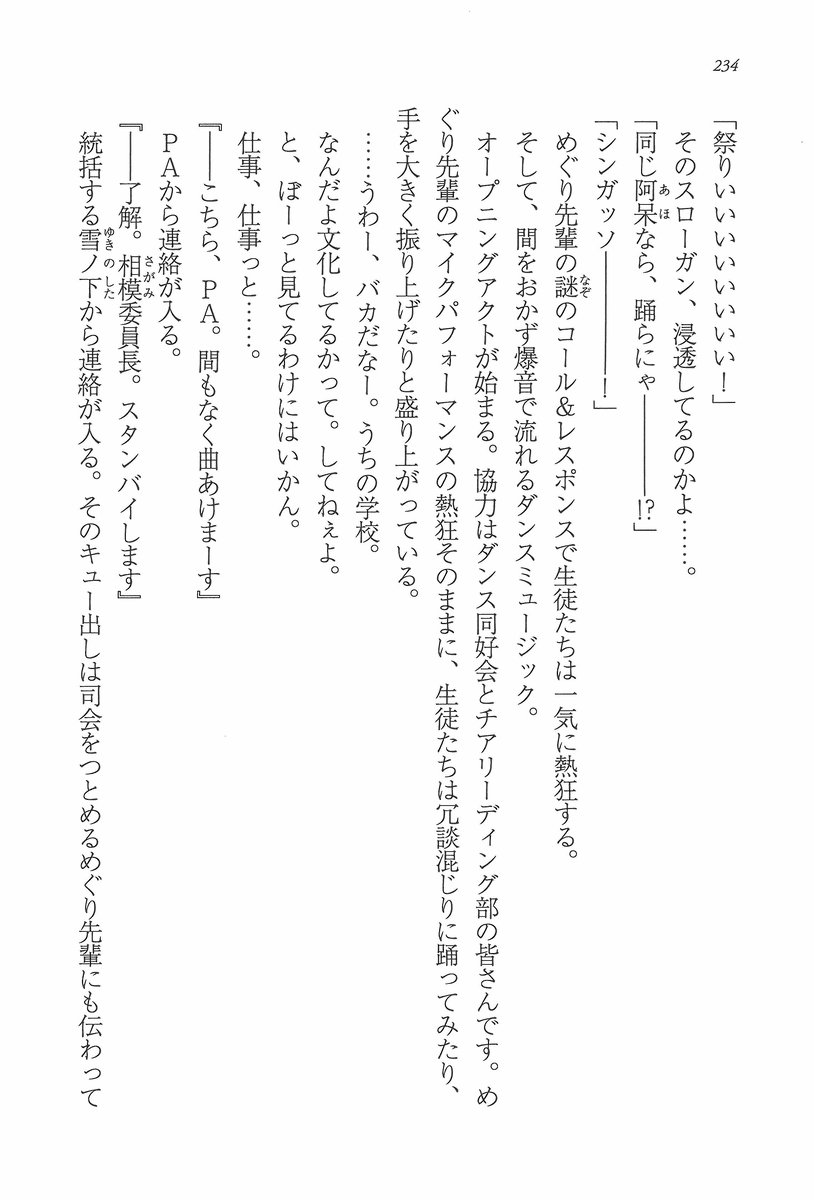 234
「祭りいいいいいいいい！」
そのスローガン、浸透してるのかよ……。
「同じ阿呆なら、踊らにゃ――――!?」
「シンガッソ――――――！」
めぐり先輩の謎のコール＆レスポンスで生徒たちは一気に熱狂する。
そして、間をおかず爆音で流れるダンスミュージック。
オープニングアクトが始まる。協力はダンス同好会とチアリーディング部の皆さんです。め
ぐり先輩のマイクパフォーマンスの熱狂そのままに、生徒たちは冗談混じりに踊ってみたり、
手を大きく振り上げたりと盛り上がっている。
……うわー、バカだなー。うちの学校。
なんだよ文化してるかって。してねぇよ。
と、ぼーっと見てるわけにはいかん。
仕事、仕事っと……。
『――こちら、ＰＡ。間もなく曲あけまーす』
ＰＡから連絡が入る。
『――了解。相模委員長。スタンバイします』
統括する雪ノ下から連絡が入る。そのキュー出しは司会をつとめるめぐり先輩にも伝わって